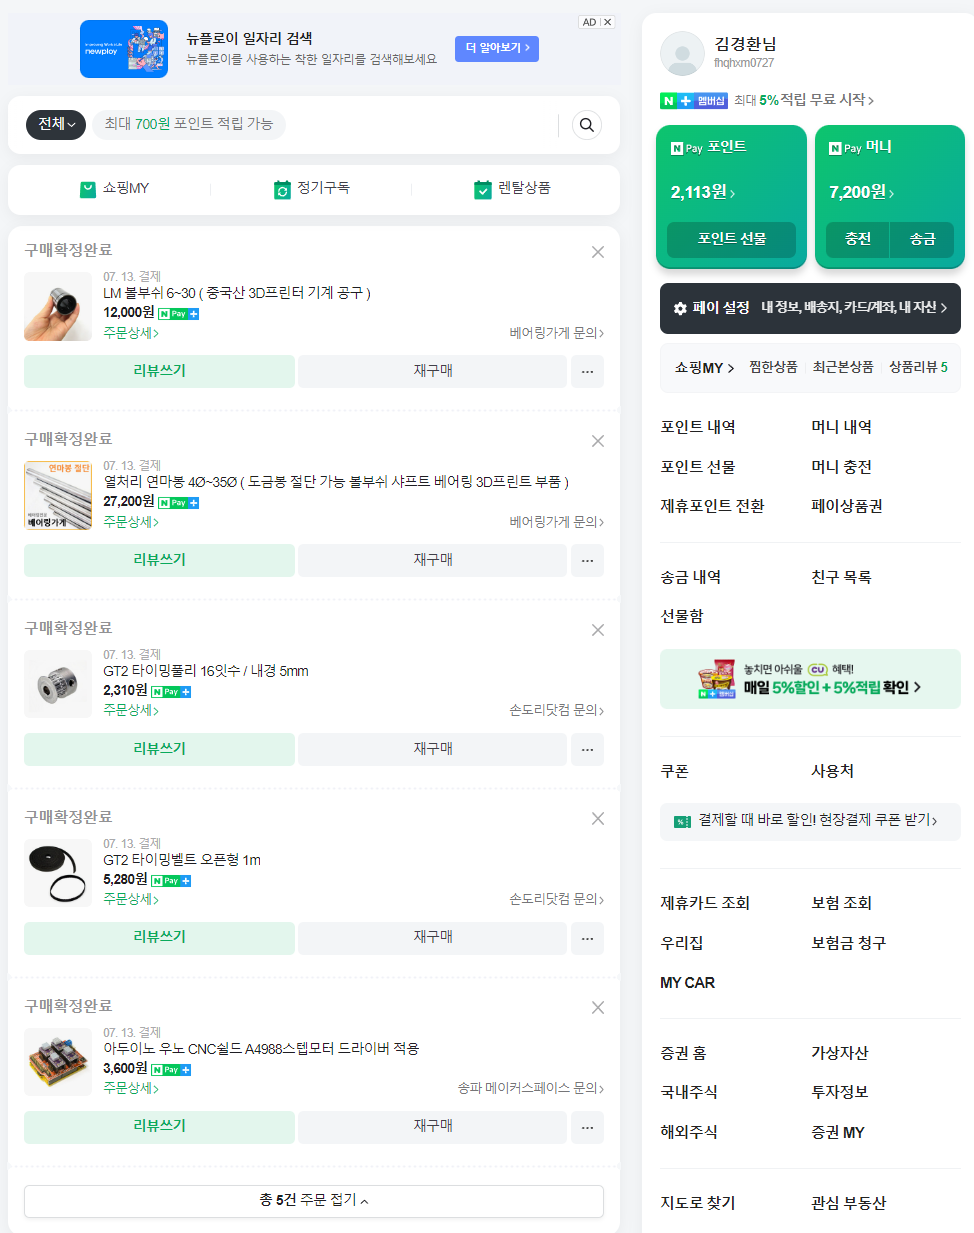 newploy
뉴플로이 일자리 검색
뉴플로이를 사용하는 착한 일자리를 검색해보세요
더 알아보기 >
AD X
전체
최대 700원 포인트 적립 가능
쇼핑MY
정기구독
렌탈상품
구매확정완료
07. 13. 결제
LM 볼부쉬 6~30 ( 중국산 3D프린터 기계 공구 )
12,000원 N Pay +
주문상세>
베어링가게 문의>
리뷰쓰기
재구매
...
구매확정완료
연마봉 절단
베어링가게
07. 13. 결제
열처리 연마봉 4Ø~35Ø ( 도금봉 절단 가능 볼부쉬 샤프트 베어링 3D프린트 부품 )
27,200원 N Pay +
주문상세>
베어링가게 문의>
리뷰쓰기
재구매
...
구매확정완료
07. 13. 결제
GT2 타이밍풀리 16잇수 / 내경 5mm
2,310원 N Pay +
주문상세>
손도리닷컴 문의>
리뷰쓰기
재구매
...
구매확정완료
07. 13. 결제
GT2 타이밍벨트 오픈형 1m
5,280원 N Pay +
주문상세>
손도리닷컴 문의>
리뷰쓰기
재구매
...
구매확정완료
07. 13. 결제
아두이노 우노 CNC쉴드 A4988스텝모터 드라이버 적용
3,600원 N Pay +
주문상세>
송파 메이커스페이스 문의>
리뷰쓰기
재구매
...
총 5건 주문 접기
김경환님
fhqhxm0727
N + 멤버십 최대 5% 적립 무료 시작 >
N Pay 포인트
2,113원 >
포인트 선물
N Pay 머니
7,200원 >
충전
송금
페이 설정 내 정보, 배송지, 카드/계좌, 내 자산 >
쇼핑MY > 찜한상품 최근본상품 상품리뷰 5
포인트 내역
머니 내역
포인트 선물
머니 충전
제휴포인트 전환
페이상품권
송금 내역
친구 목록
선물함
N + 멤버십
놓치면 아쉬울 CU 혜택!
매일 5%할인 + 5%적립 확인 >
쿠폰
사용처
% 결제할 때 바로 할인! 현장결제 쿠폰 받기 >
제휴카드 조회
보험 조회
우리집
보험금 청구
MY CAR
증권 홈
가상자산
국내주식
투자정보
해외주식
증권 MY
지도로 찾기
관심 부동산